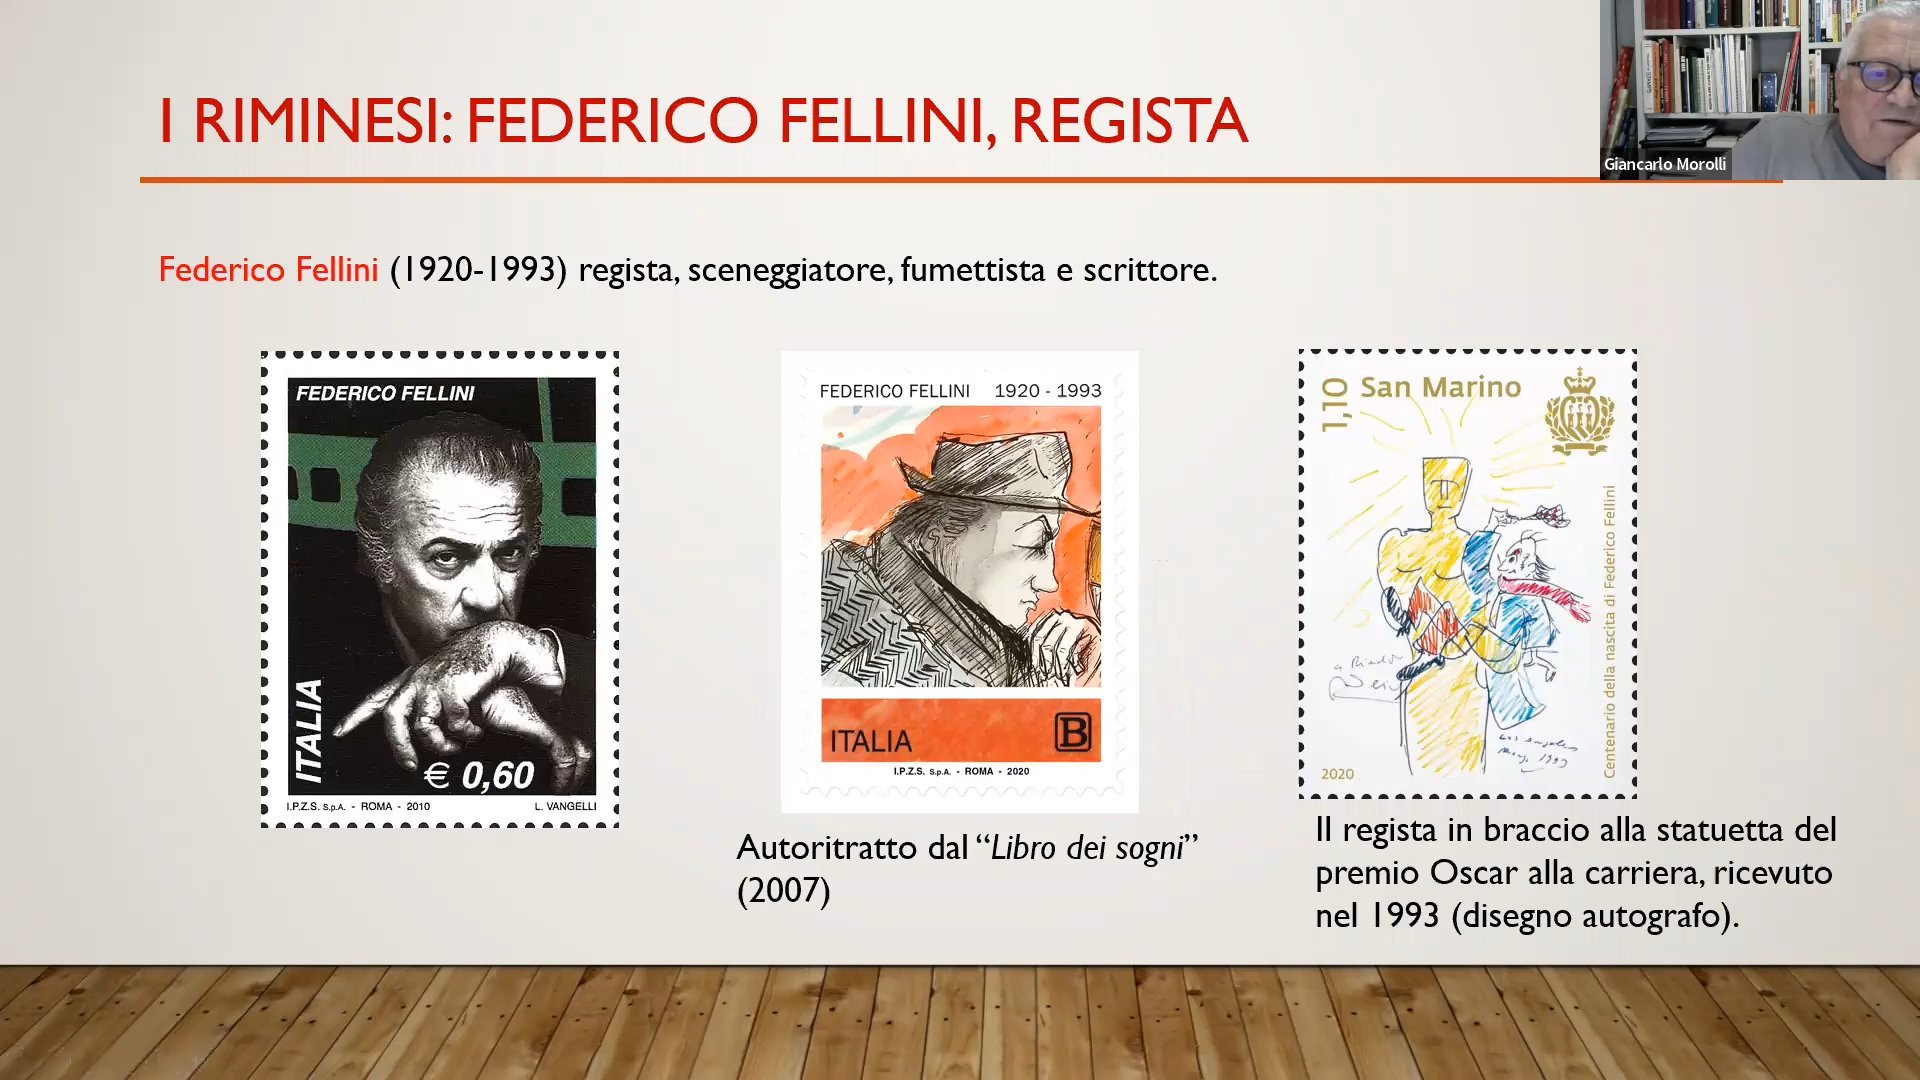 I RIMINESI: FEDERICO FELLINI, REGISTA
Giancarlo Morolli
Federico Fellini (1920-1993) regista, sceneggiatore, fumettista e scrittore.
FEDERICO FELLINI
ITALIA
€ 0,60
I.P.Z.S. S.p.A. - ROMA - 2010 L. VANGELLI
FEDERICO FELLINI 1920 - 1993
ITALIA B
I.P.Z.S. S.p.A. - ROMA - 2020
Autoritratto dal “Libro dei sogni”
(2007)
1,10 San Marino
Centenario della nascita di Federico Fellini
2020
Il regista in braccio alla statuetta del
premio Oscar alla carriera, ricevuto
nel 1993 (disegno autografo).